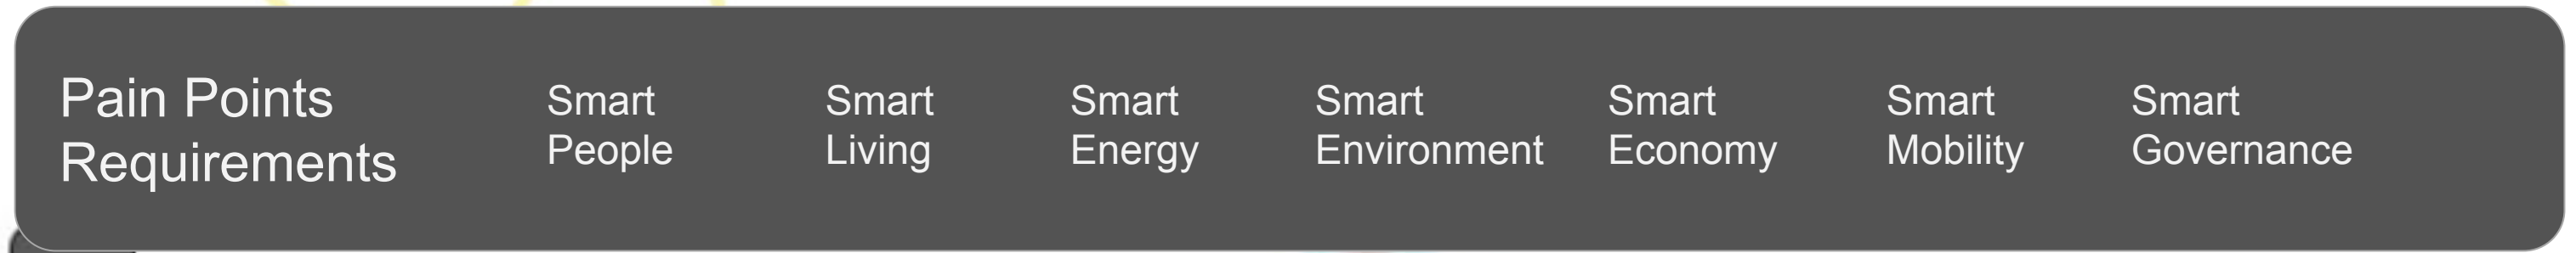 Pain Points
Requirements
Smart
People
Smart
Living
Smart
Energy
Smart
Environment
Smart
Economy
Smart
Mobility
Smart
Governance